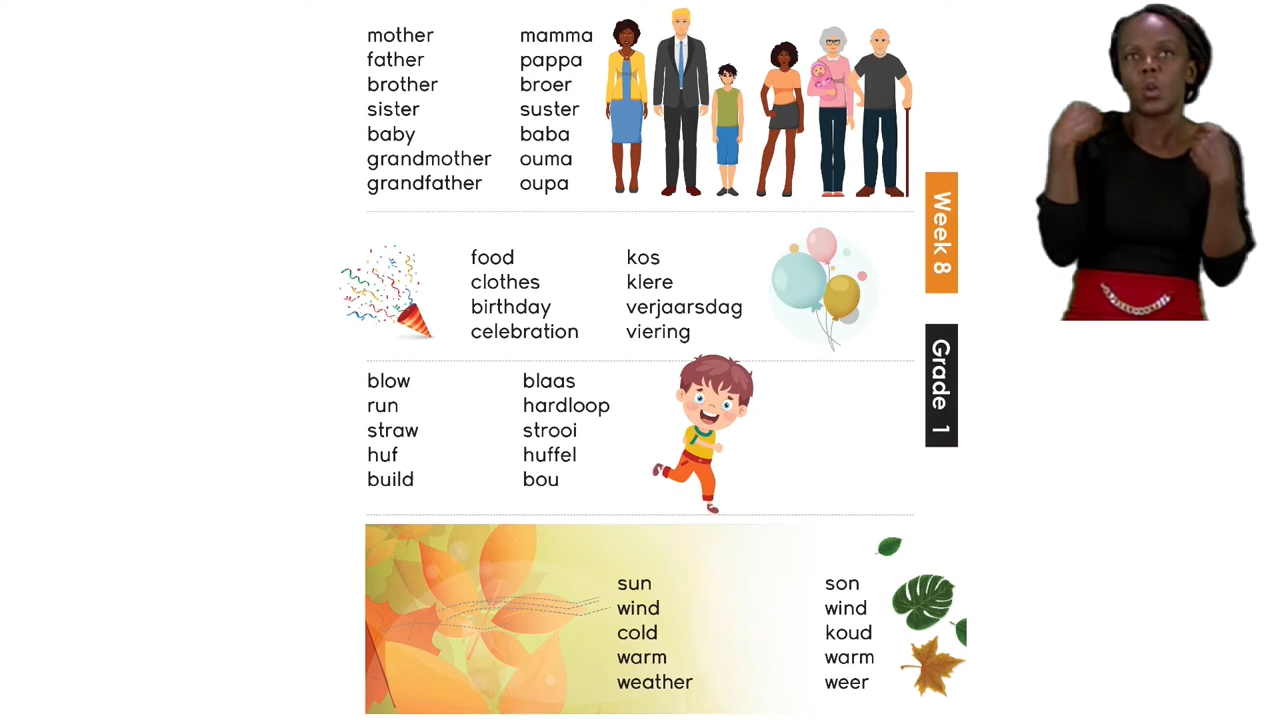 mother mamma
father pappa
brother broer
sister suster
baby baba
grandmother ouma
grandfather oupa
food kos
clothes klere
birthday verjaarsdag
celebration viering
blow blaas
run hardloop
straw strooi
huf huffel
build bou
sun son
wind wind
cold koud
warm warm
weather weer
Week 8
Grade 1